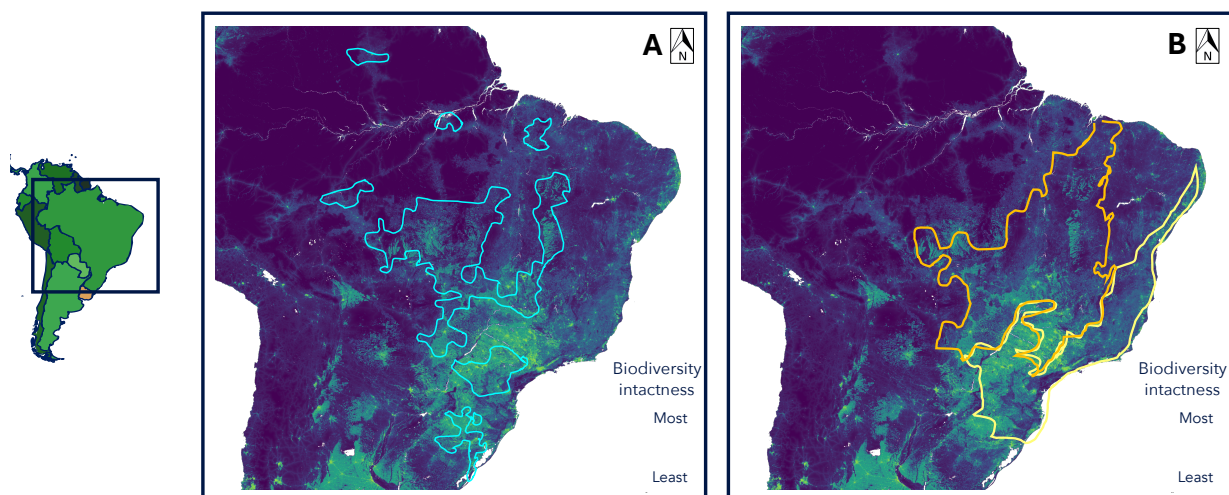 A
N
Biodiversity
intactness
Most
Least
B
N
Biodiversity
intactness
Most
Least